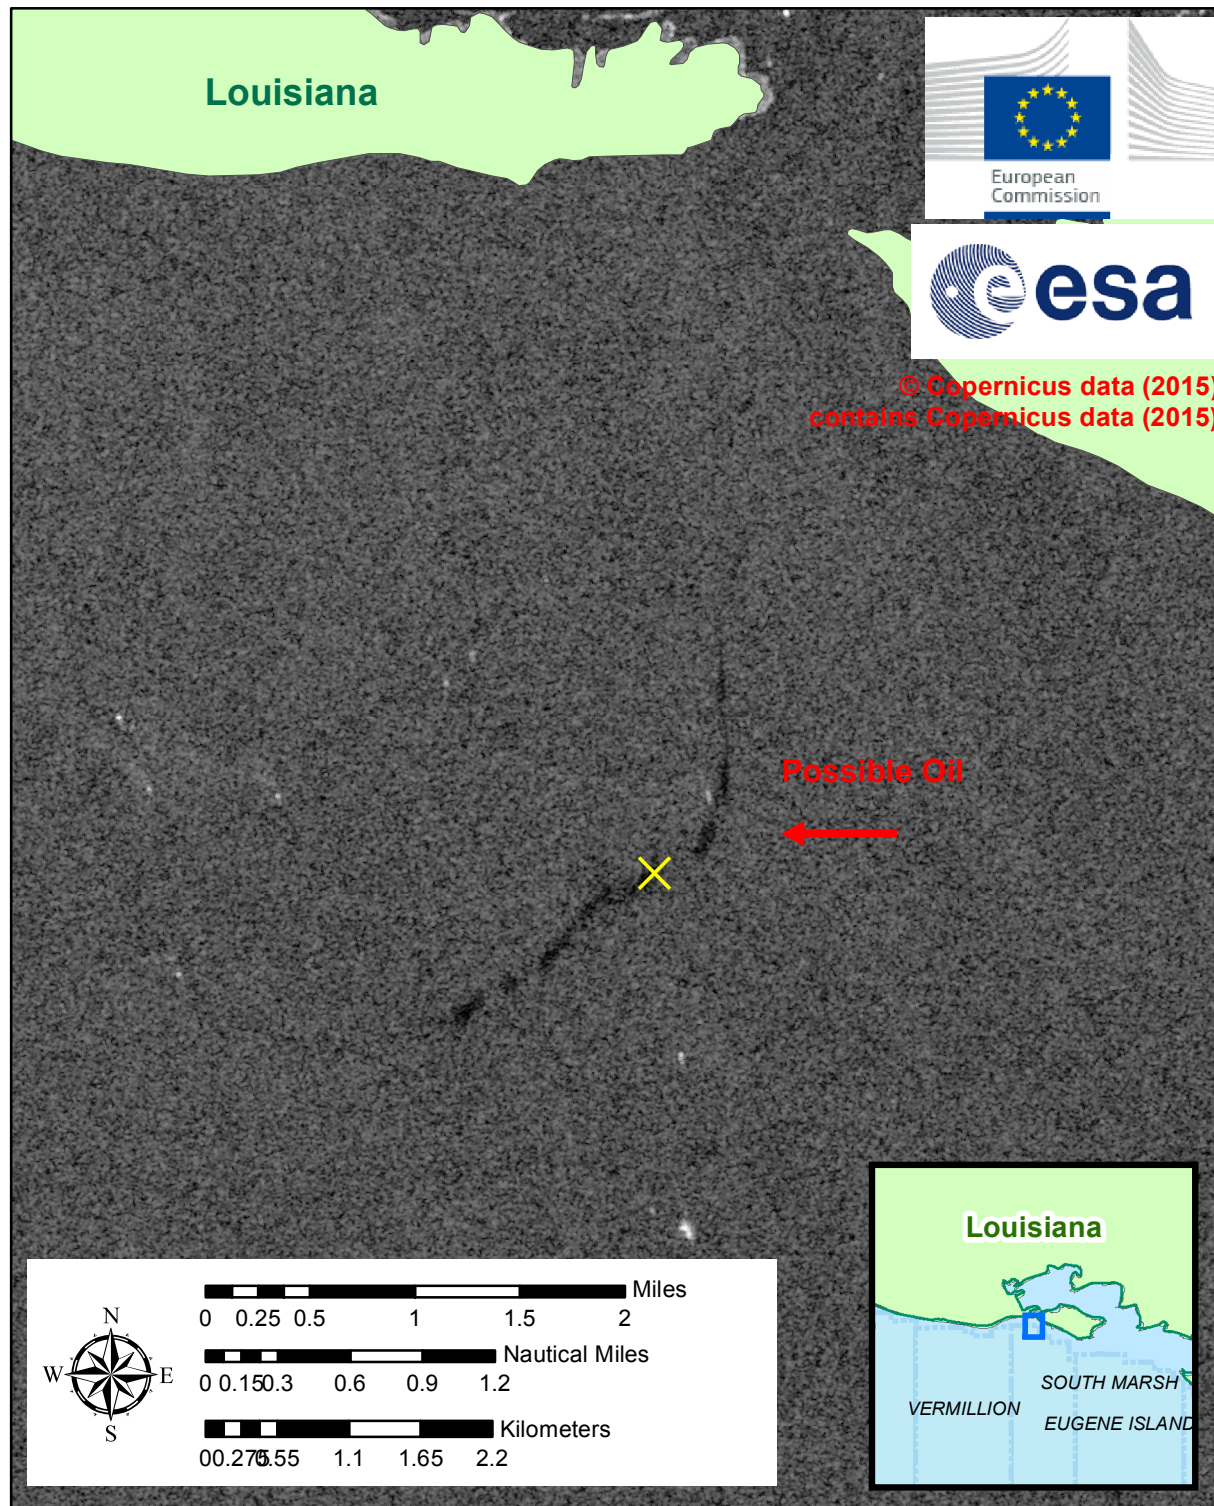 Louisiana
European
Commission
esa
© Copernicus data (2015)
contains Copernicus data (2015)
Possible Oil
N
W E
S
Miles
0 0.25 0.5 1 1.5 2
Nautical Miles
0 0.15 0.3 0.6 0.9 1.2
Kilometers
0 0.275 0.55 1.1 1.65 2.2
Louisiana
SOUTH MARSH
VERMILLION
EUGENE ISLAND